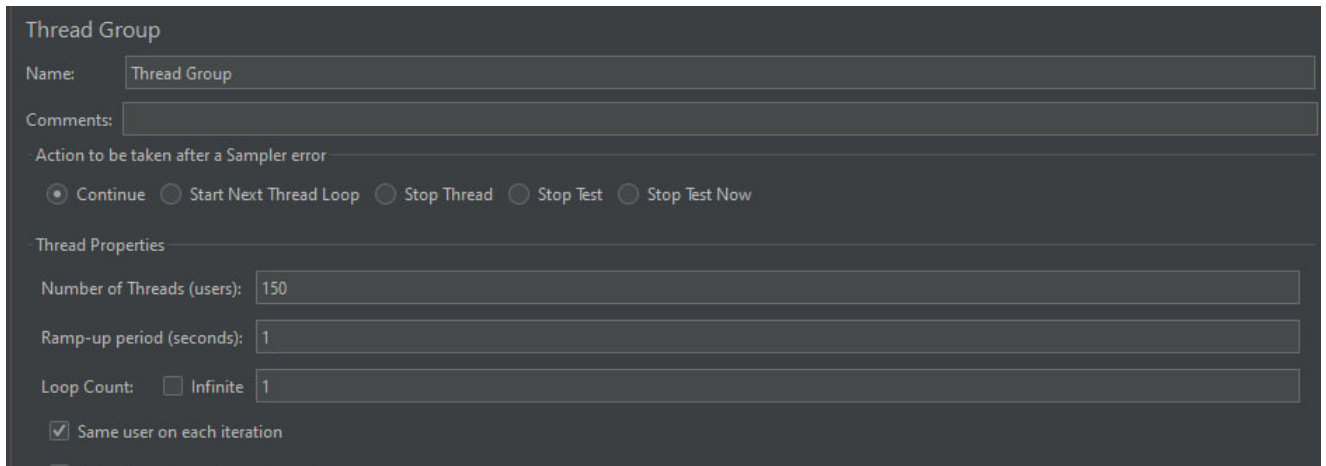 Thread Group
Name: Thread Group
Comments:
Action to be taken after a Sampler error
Continue Start Next Thread Loop Stop Thread Stop Test Stop Test Now
Thread Properties
Number of Threads (users): 150
Ramp-up period (seconds): 1
Loop Count: Infinite 1
Same user on each iteration